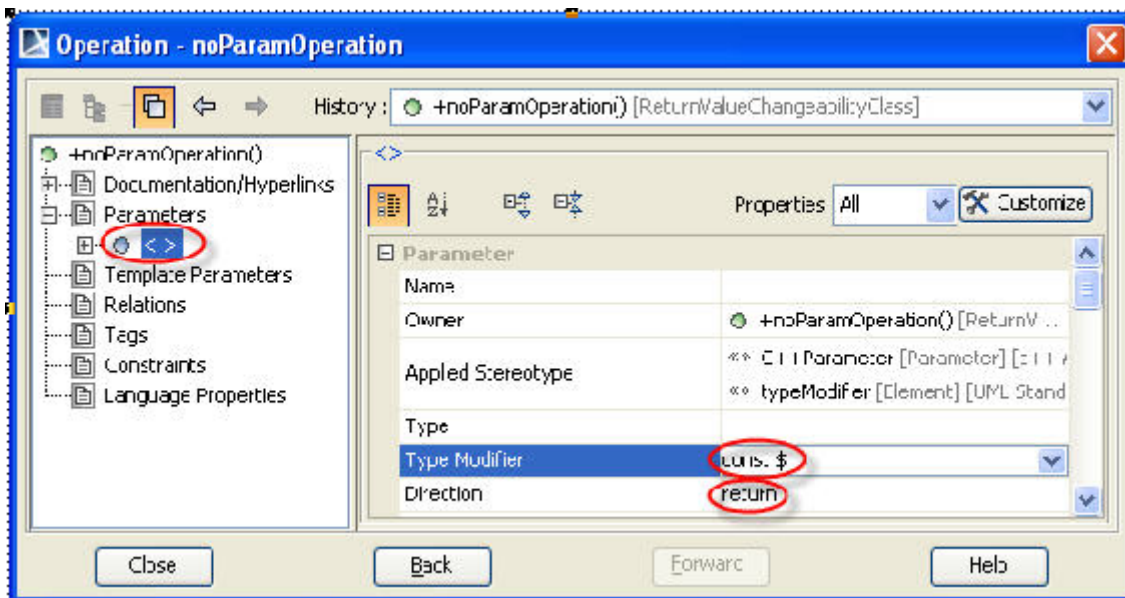 Operation - noParamOperation
History : +noParamOperation() [ReturnValueChangeabilityClass]
+noParamOperation()
Documentation/Hyperlinks
Parameters
< >
Template Parameters
Relations
Tags
Constraints
Language Properties
<>
Properties All Customize
Parameter
Name
Owner +noParamOperation() [ReturnV...
Applied Stereotype
«» C++Parameter [Parameter] [C++
«» typeModifier [Element] [UML Stand
Type
Type Modifier const $
Direction return
Close Back Forward Help